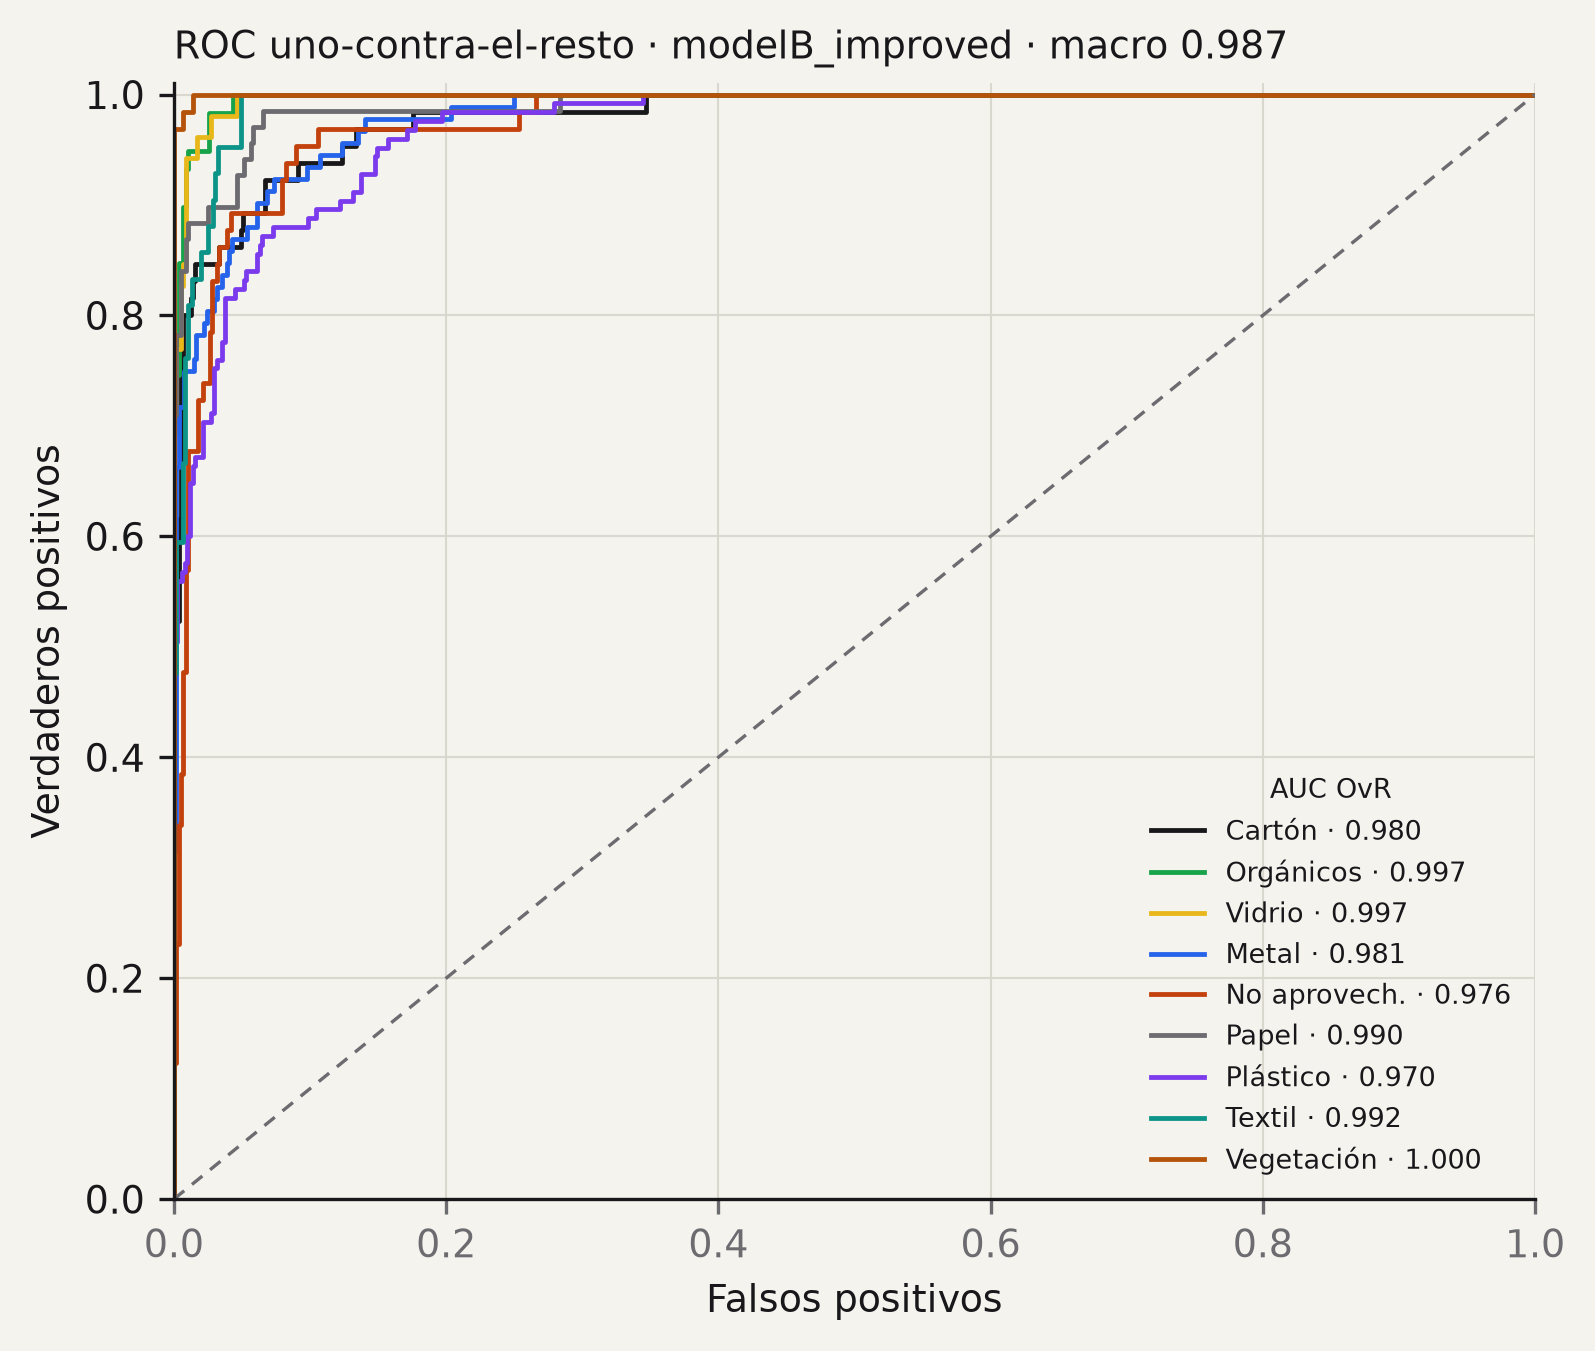 ROC uno-contra-el-resto · modelB_improved · macro 0.987
1.0
0.8
0.6
0.4
0.2
0.0
Verdaderos positivos
AUC OvR
Cartón · 0.980
Orgánicos · 0.997
Vidrio · 0.997
Metal · 0.981
No aprovech. · 0.976
Papel · 0.990
Plástico · 0.970
Textil · 0.992
Vegetación · 1.000
0.0 0.2 0.4 0.6 0.8 1.0
Falsos positivos